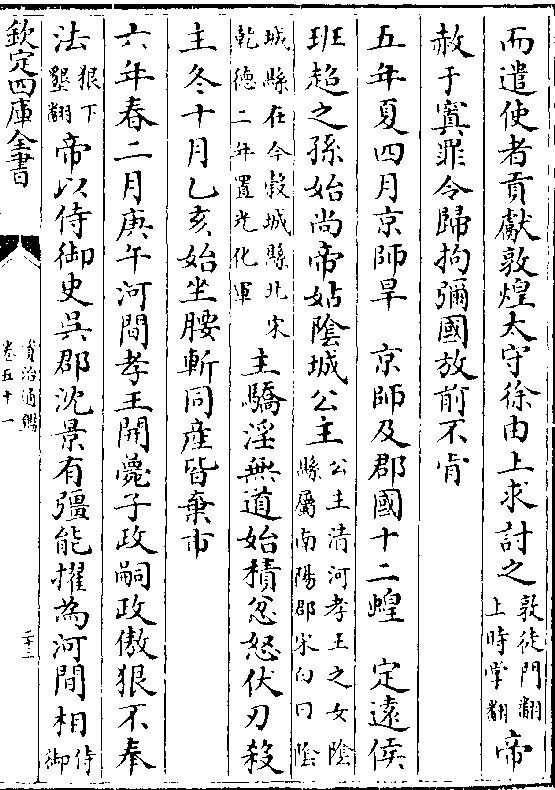 而遣使者貢獻敦煌太守徐由上求討之敦徒門翻上時掌翻帝
赦于寘罪令歸拘彌國放前不肯
五年夏四月京師旱 京師及郡國十二蝗 定遠侯
班超之孫始尚帝姑陰城公主公主清河孝王之女陰縣屬南陽郡宋白曰陰
城縣在今穀城縣北宋乾德二年置光化軍主驕淫無道始積忿怒伏刃殺
主冬十月乙亥始坐腰斬同産皆棄市
六年春二月庚午河間孝王開薨子政嗣政傲狠不奉
法狠下墾翻帝以侍御史吳郡沈景有彊能擢為河間相侍御
欽定四庫全書
資治通鑑
卷五十一
二十三